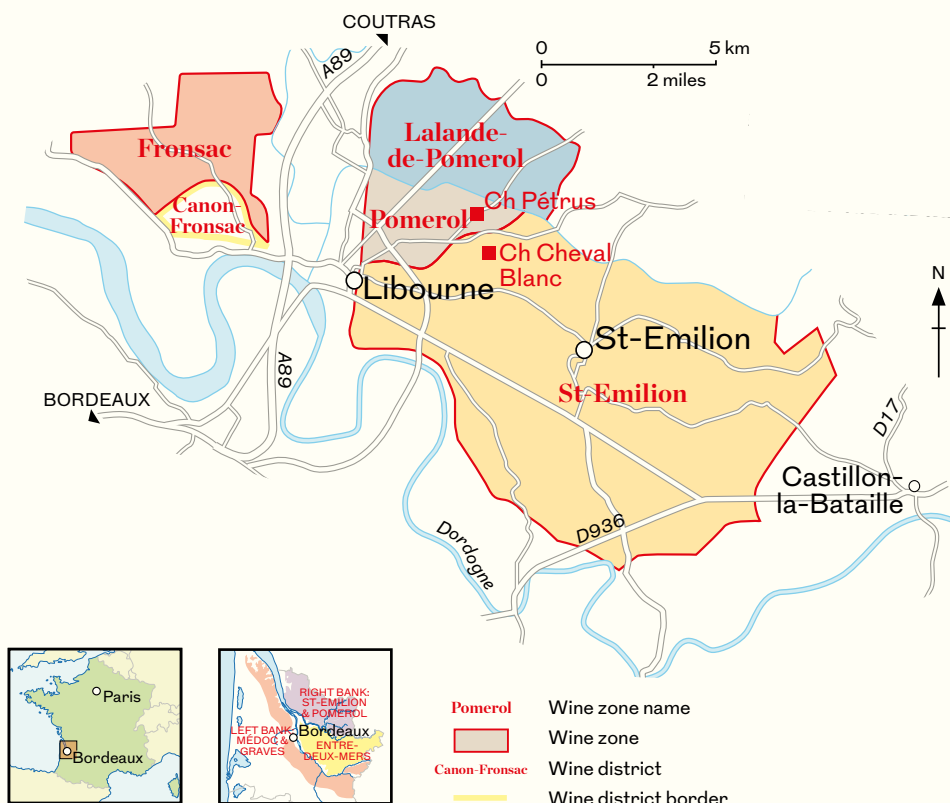 COUTRAS
A89
0 5 km
0 2 miles
Lalande-
de-Pomerol
Fronsac
Canon-
Fronsac
Pomerol
Ch Pétrus
Ch Cheval
Blanc
N
Libourne
St-Emilion
St-Emilion
A89
BORDEAUX
D17
Castillon-
la-Bataille
D936
Dordogne
Paris
Bordeaux
RIGHT BANK:
ST-EMILION
& POMEROL
LEFT BANK:
MÉDOC &
GRAVES
Bordeaux
ENTRE-
DEUX-MERS
Pomerol Wine zone name
Wine zone
Canon-Fronsac Wine district
Wine district border